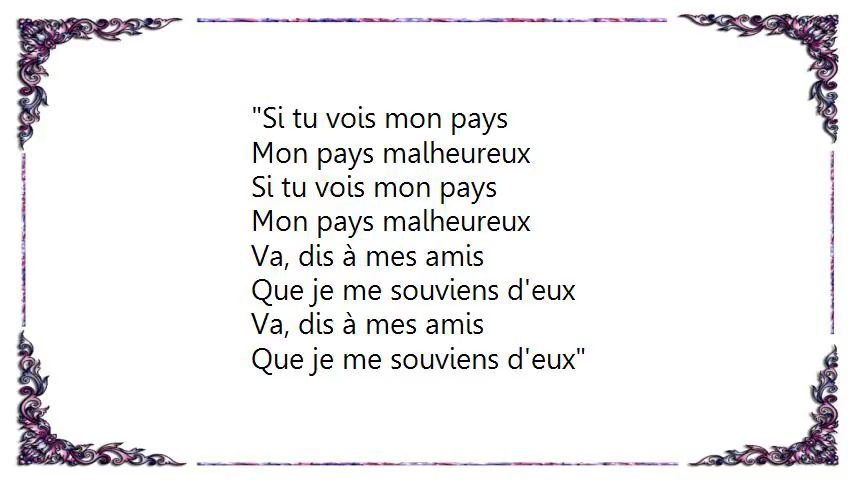 "Si tu vois mon pays
Mon pays malheureux
Si tu vois mon pays
Mon pays malheureux
Va, dis à mes amis
Que je me souviens d'eux
Va, dis à mes amis
Que je me souviens d'eux"